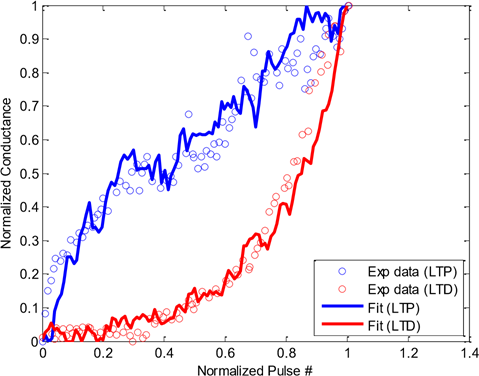 1
0.9
0.8
0.7
0.6
0.5
0.4
0.3
0.2
0.1
0
Normalized Conductance
Exp data (LTP)
Exp data (LTD)
Fit (LTP)
Fit (LTD)
0 0.2 0.4 0.6 0.8 1 1.2 1.4
Normalized Pulse #